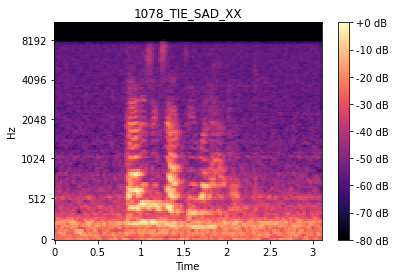 1078_TIE_SAD_XX
+0 dB
8192
-10 dB
4096
-20 dB
-30 dB
2048
-40 dB
Hz
1024
-50 dB
-60 dB
512
-70 dB
0
-80 dB
0 0.5 1 1.5 2 2.5 3
Time